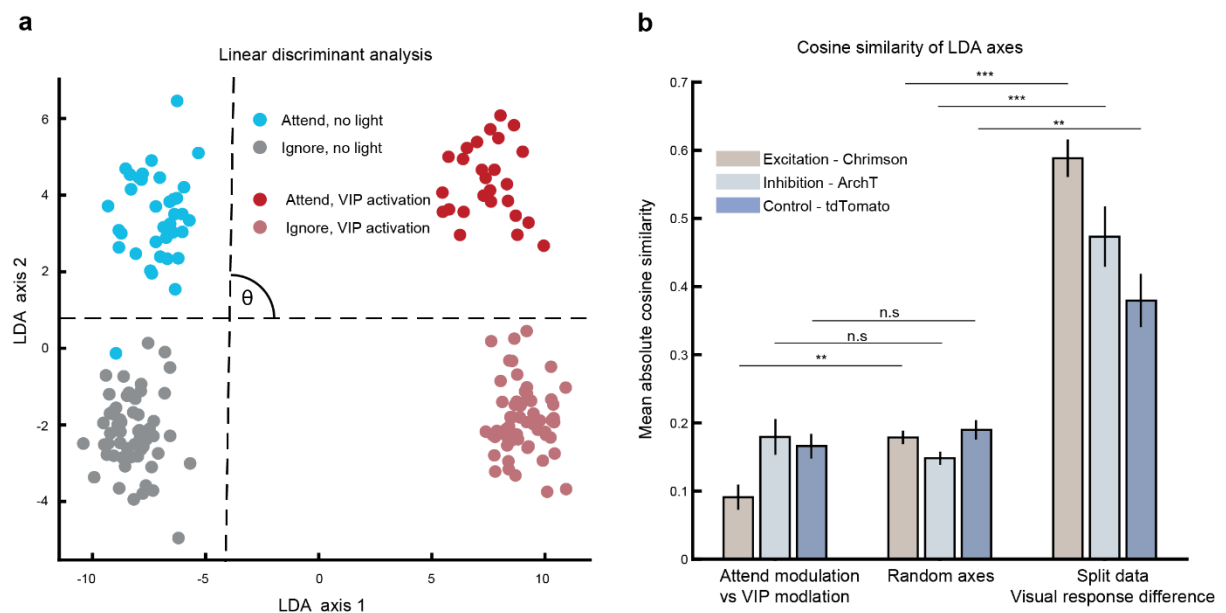 a
Linear discriminant analysis
6
4
2
0
-2
-4
LDA axis 2
Attend, no light
Ignore, no light
Attend, VIP activation
Ignore, VIP activation
θ
-10
-5
0
5
10
LDA axis 1
b
Cosine similarity of LDA axes
0.7
0.6
0.5
0.4
0.3
0.2
0.1
0
Mean absolute cosine similarity
***
***
**
Excitation - Chrimson
Inhibition - ArchT
Control - tdTomato
n.s
n.s
**
Attend modulation
vs VIP modlation
Random axes
Split data
Visual response difference